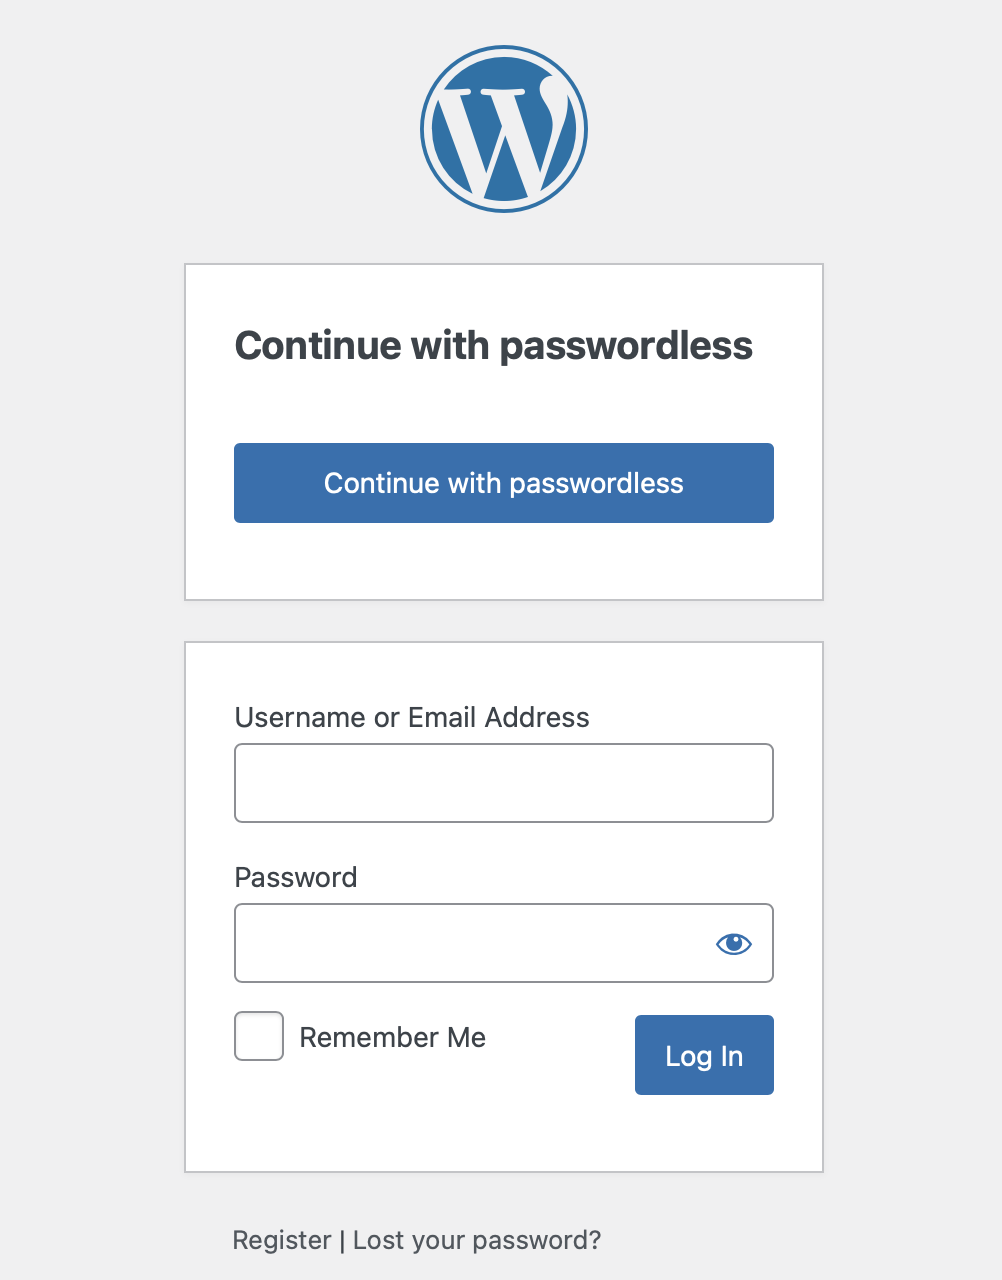 Continue with passwordless
Continue with passwordless
Username or Email Address
Password
Remember Me
Log In
Register | Lost your password?